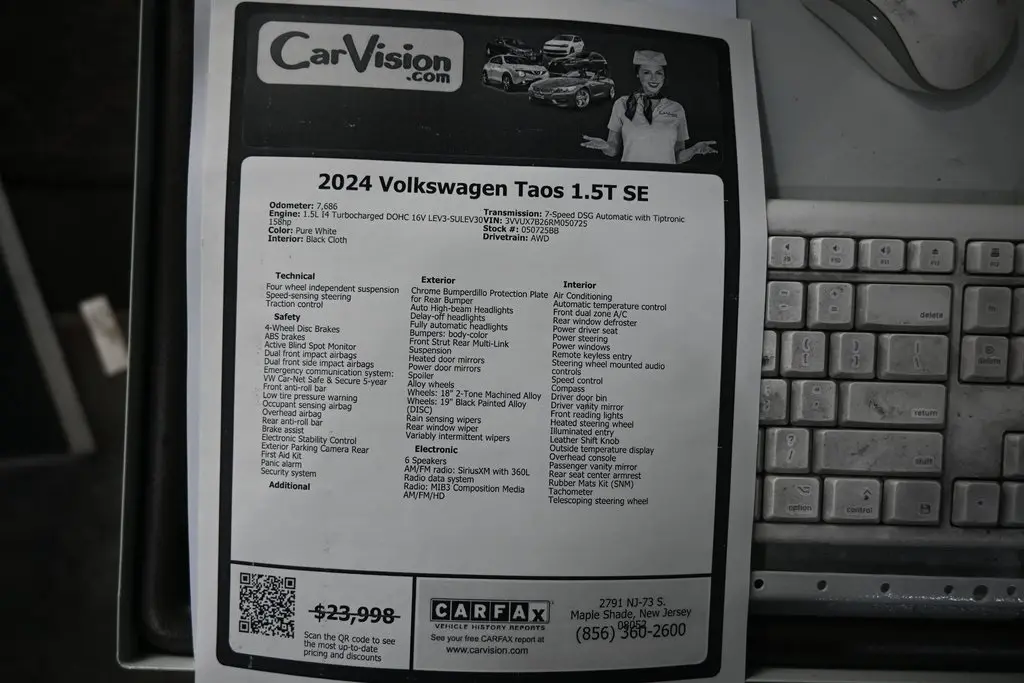 CarVision
.com
2024 Volkswagen Taos 1.5T SE
Odometer: 7,686
Engine: 1.5L I4 Turbocharged DOHC 16V LEV3-SULEV30
158hp
Color: Pure White
Interior: Black Cloth
Transmission: 7-Speed DSG Automatic with Tiptronic
VIN: 3VVUX7B26RM050725
Stock #: 050725BB
Drivetrain: AWD
Technical
Four wheel independent suspension
Speed-sensing steering
Traction control
Safety
4-Wheel Disc Brakes
ABS brakes
Active Blind Spot Monitor
Dual front impact airbags
Dual front side impact airbags
Emergency communication system:
VW Car-Net Safe & Secure 5-year
Front anti-roll bar
Low tire pressure warning
Occupant sensing airbag
Overhead airbag
Rear anti-roll bar
Brake assist
Electronic Stability Control
Exterior Parking Camera Rear
First Aid Kit
Panic alarm
Security system
Additional
Exterior
Chrome Bumperdillo Protection Plate
for Rear Bumper
Auto High-beam Headlights
Delay-off headlights
Fully automatic headlights
Bumpers: body-color
Front Strut Rear Multi-Link
Suspension
Heated door mirrors
Power door mirrors
Spoiler
Alloy wheels
Wheels: 18" 2-Tone Machined Alloy
Wheels: 19" Black Painted Alloy
(DISC)
Rain sensing wipers
Rear window wiper
Variably intermittent wipers
Electronic
6 Speakers
AM/FM radio: SiriusXM with 360L
Radio data system
Radio: MIB3 Composition Media
AM/FM/HD
Interior
Air Conditioning
Automatic temperature control
Front dual zone A/C
Rear window defroster
Power driver seat
Power steering
Power windows
Remote keyless entry
Steering wheel mounted audio
controls
Speed control
Compass
Driver door bin
Driver vanity mirror
Front reading lights
Heated steering wheel
Illuminated entry
Leather Shift Knob
Outside temperature display
Overhead console
Passenger vanity mirror
Rear seat center armrest
Rubber Mats Kit (SNM)
Tachometer
Telescoping steering wheel
$23,998
Scan the QR code to see
the most up-to-date
pricing and discounts
CARFAX
VEHICLE HISTORY REPORTS
See your free CARFAX report at
www.carvision.com
2791 NJ-73 S.
Maple Shade, New Jersey
08052
(856) 360-2600
delete
return
shift
option
control